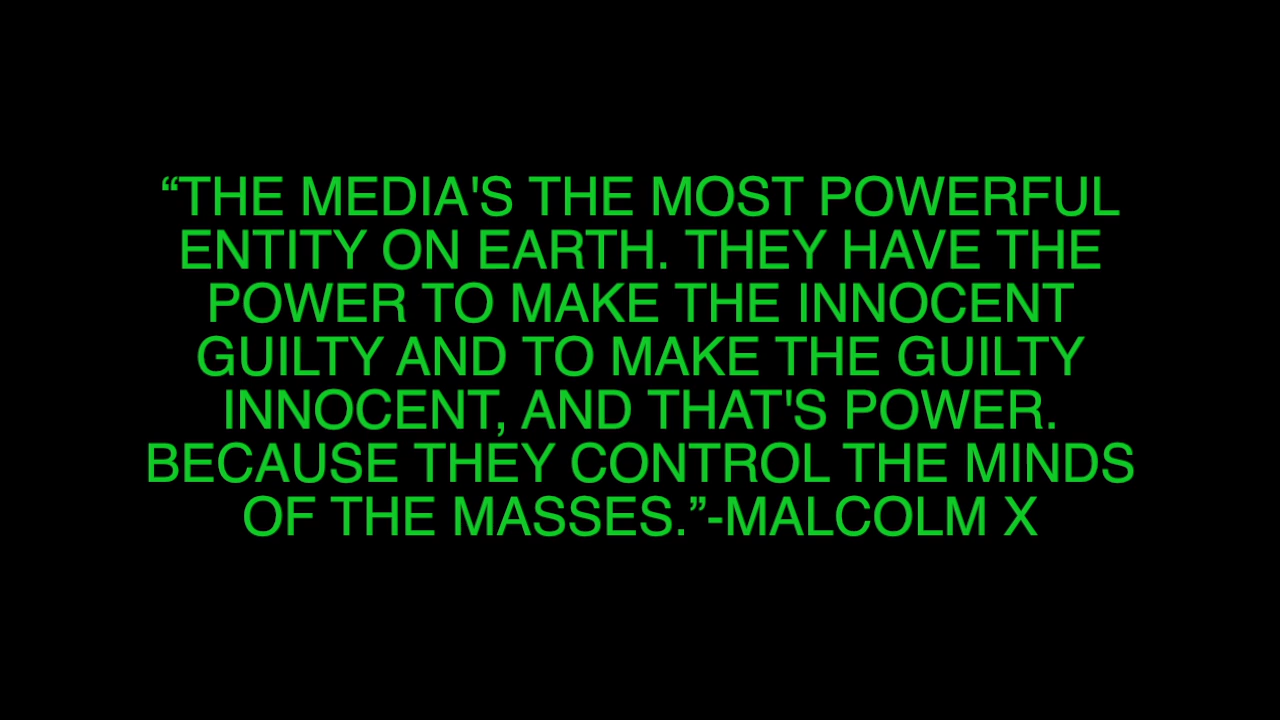 “THE MEDIA'S THE MOST POWERFUL
ENTITY ON EARTH. THEY HAVE THE
POWER TO MAKE THE INNOCENT
GUILTY AND TO MAKE THE GUILTY
INNOCENT, AND THAT'S POWER.
BECAUSE THEY CONTROL THE MINDS
OF THE MASSES.”-MALCOLM X